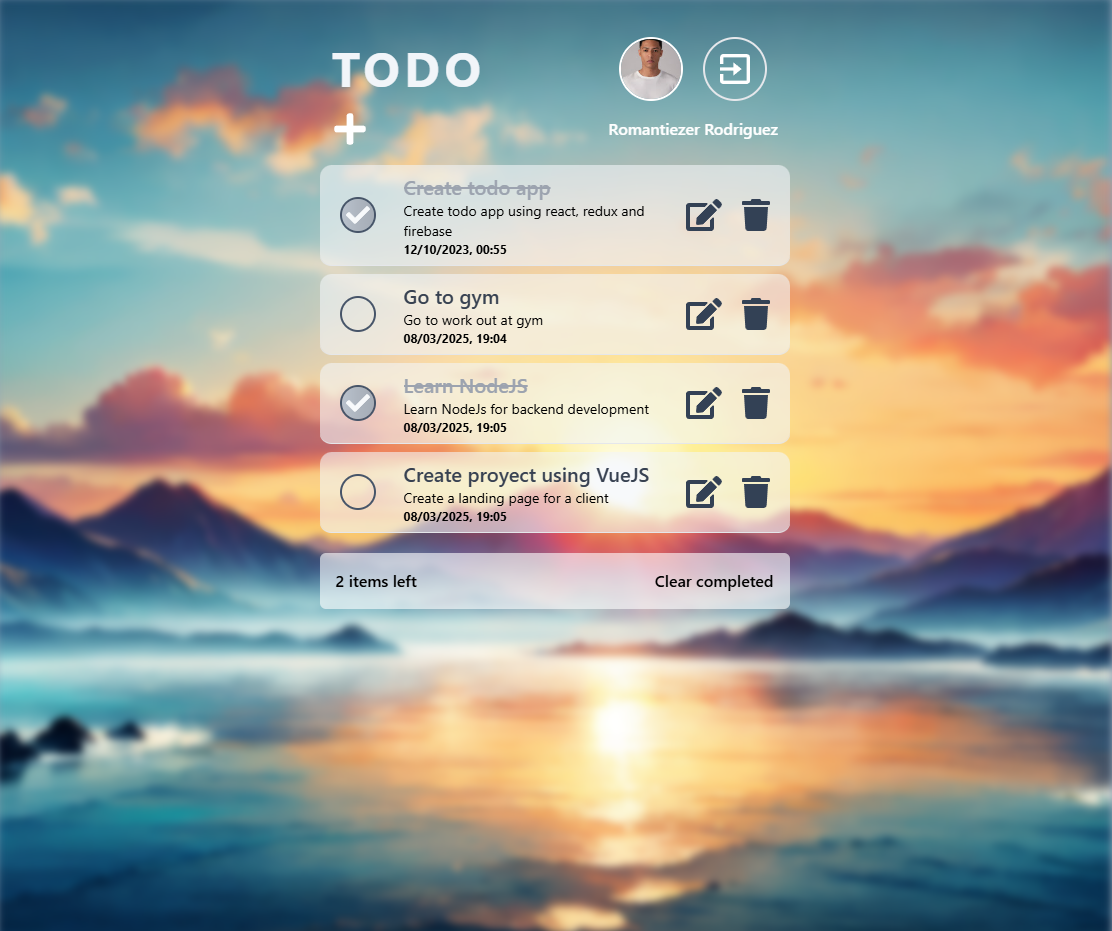 TODO
Romantiezer Rodriguez
Create todo app
Create todo app using react, redux and
firebase
12/10/2023, 00:55
Go to gym
Go to work out at gym
08/03/2025, 19:04
Learn NodeJS
Learn NodeJs for backend development
08/03/2025, 19:05
Create proyect using VueJS
Create a landing page for a client
08/03/2025, 19:05
2 items left
Clear completed